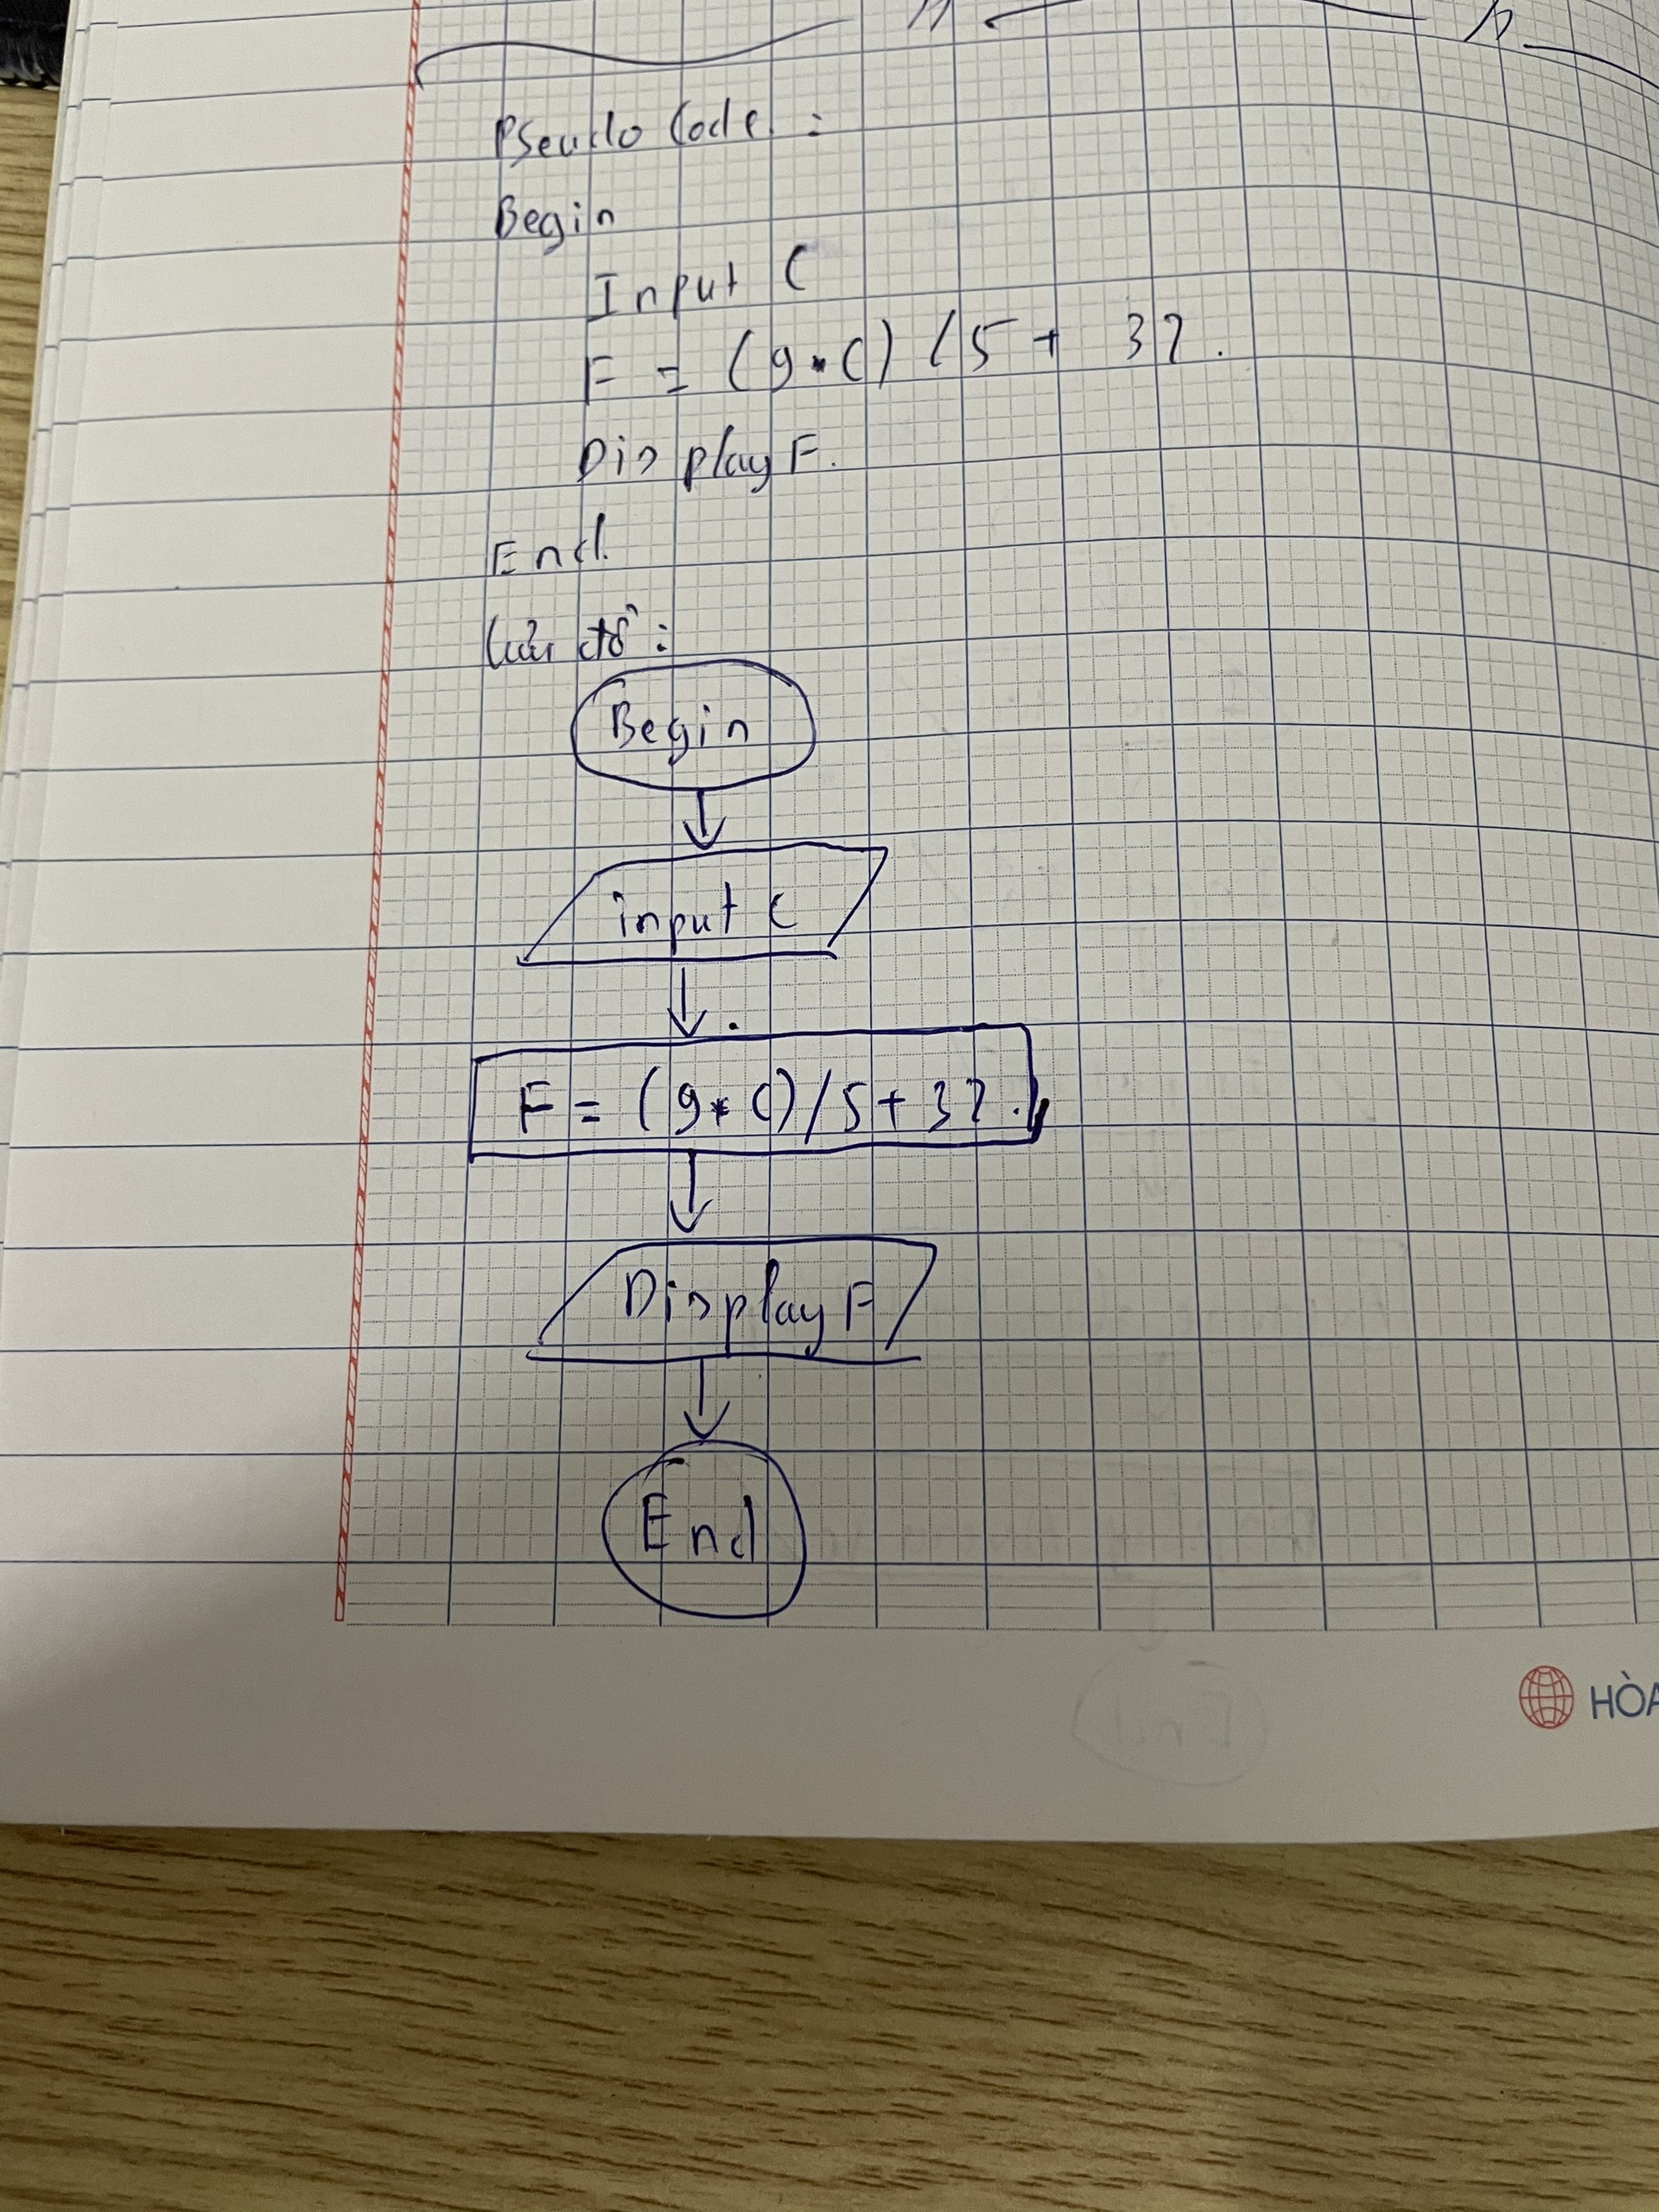 Pseudo Code :
Begin
Input C
F = (9*C) / 5 + 32.
Display F.
End
Lưu đồ :
Begin
input C
F = (9*C)/5 + 32.
Display F
End
HÒA